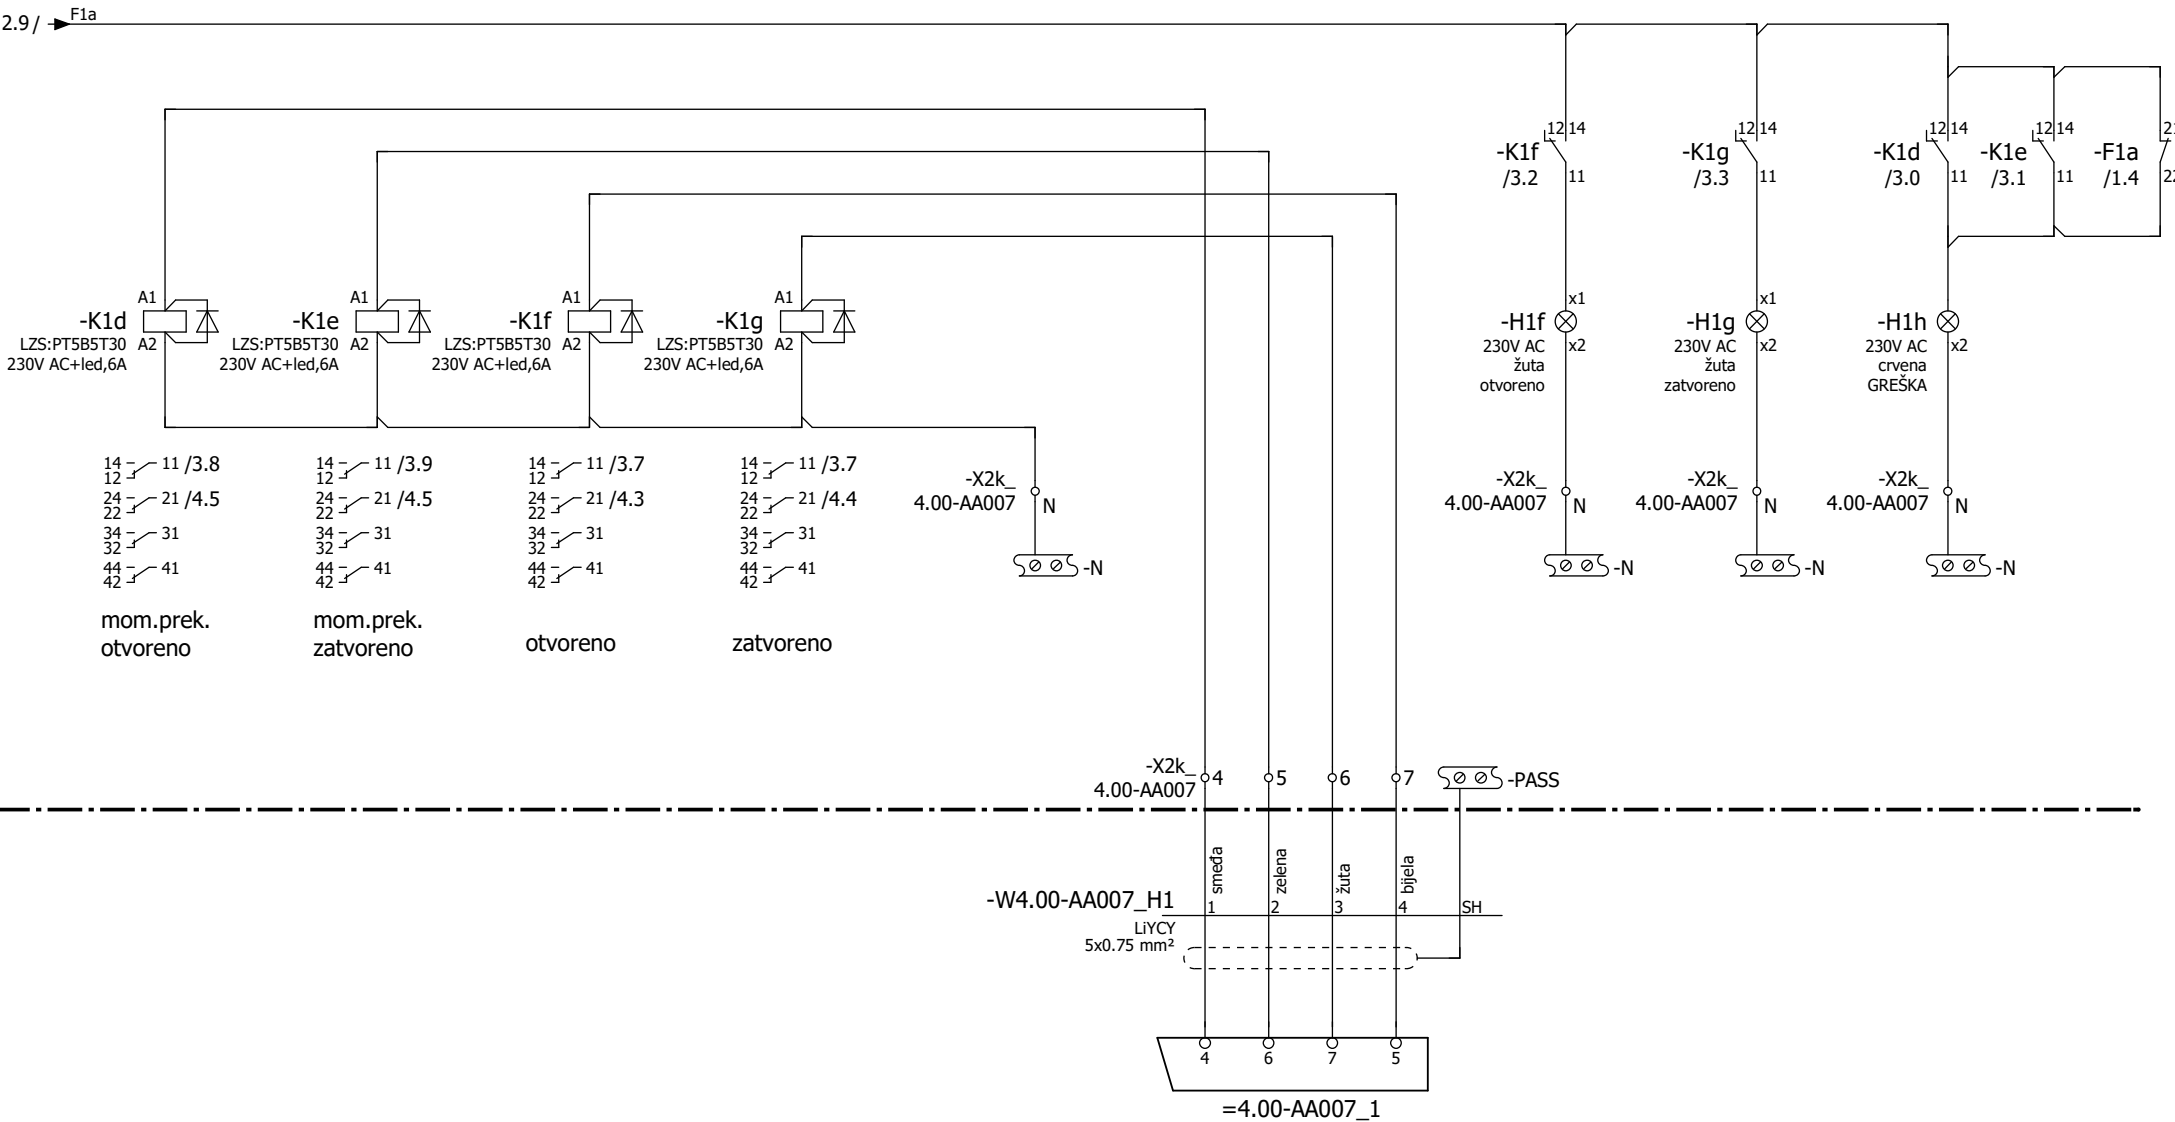 2.9/ F1a
12 14
-K1f
/3.2 11
12 14
-K1g
/3.3 11
12 14
-K1d
/3.0 11
12 14
-K1e
/3.1 11
-F1a
/1.4
A1
-K1d
LZS:PT5B5T30 A2
230V AC+led,6A
A1
-K1e
LZS:PT5B5T30 A2
230V AC+led,6A
A1
-K1f
LZS:PT5B5T30 A2
230V AC+led,6A
A1
-K1g
LZS:PT5B5T30 A2
230V AC+led,6A
x1
-H1f
230V AC x2
žuta
otvoreno
x1
-H1g
230V AC x2
žuta
zatvoreno
-H1h
230V AC x2
crvena
GREŠKA
14 11 /3.8
12
24 21 /4.5
22
34 31
32
44 41
42
mom.prek.
otvoreno
14 11 /3.9
12
24 21 /4.5
22
34 31
32
44 41
42
mom.prek.
zatvoreno
14 11 /3.7
12
24 21 /4.3
22
34 31
32
44 41
42
otvoreno
14 11 /3.7
12
24 21 /4.4
22
34 31
32
44 41
42
zatvoreno
-X2k_
4.00-AA007 N
-N
-X2k_
4.00-AA007 N
-N
-X2k_
4.00-AA007 N
-N
-X2k_
4.00-AA007 N
-N
-X2k_
4.00-AA007
4 5 6 7 -PASS
smeđa zelena žuta bijela
-W4.00-AA007_H1 1 2 3 4 SH
LiYCY
5x0.75 mm²
4 6 7 5
=4.00-AA007_1